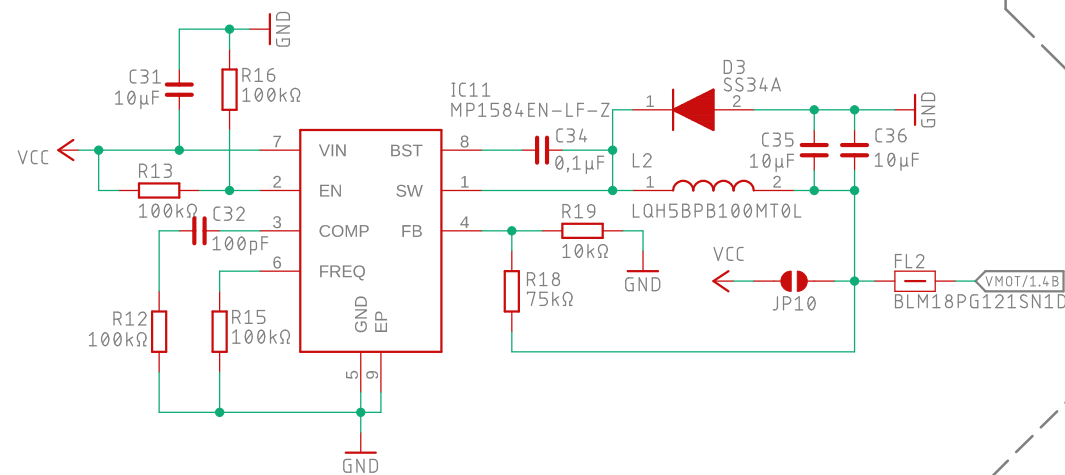 GND
C31
10µF
R16
100kΩ
IC11
MP1584EN-LF-Z
D3
SS34A
1
2
GND
C34
0,1µF
C35
10µF
C36
10µF
VCC
7
VIN
BST
8
R13
100kΩ
2
EN
SW
1
L2
1
2
LQH5BPB100MT0L
C32
100pF
3
COMP
FB
4
R19
10kΩ
GND
6
FREQ
R18
75kΩ
VCC
JP10
FL2
BLM18PG121SN1D
VMOT/1.4B
R12
100kΩ
R15
100kΩ
GND
EP
5
9
GND